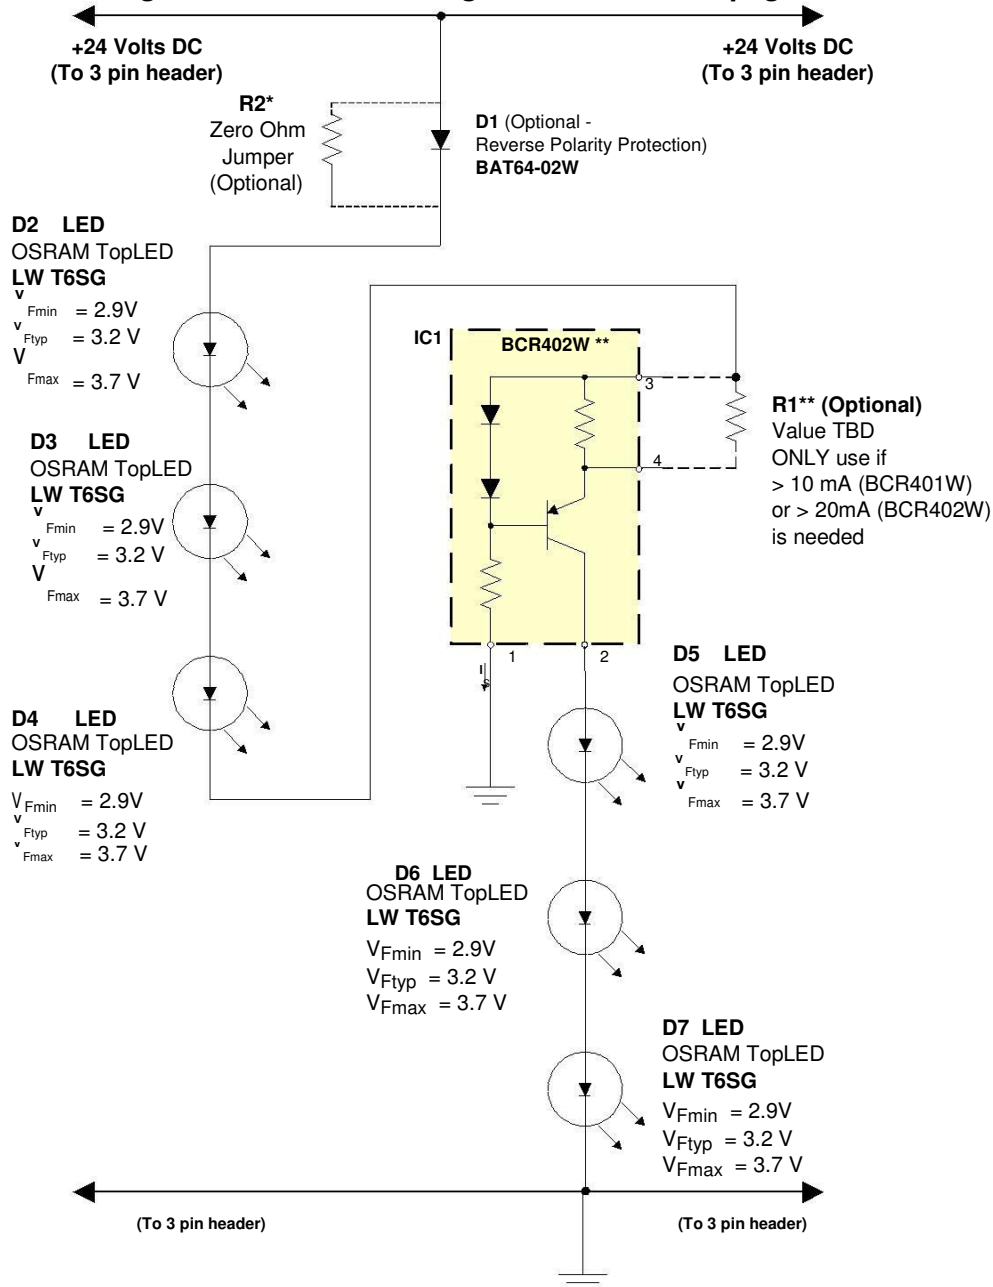 +24 Volts DC
(To 3 pin header)
+24 Volts DC
(To 3 pin header)
R2*
Zero Ohm
Jumper
(Optional)
D1 (Optional -
Reverse Polarity Protection)
BAT64-02W
D2 LED
OSRAM TopLED
LW T6SG
VFmin = 2.9V
VFtyp = 3.2 V
VFmax = 3.7 V
IC1
BCR402W **
3
4
R1** (Optional)
Value TBD
ONLY use if
> 10 mA (BCR401W)
or > 20mA (BCR402W)
is needed
D3 LED
OSRAM TopLED
LW T6SG
VFmin = 2.9V
VFtyp = 3.2 V
VFmax = 3.7 V
1
2
D4 LED
OSRAM TopLED
LW T6SG
VFmin = 2.9V
VFtyp = 3.2 V
VFmax = 3.7 V
D5 LED
OSRAM TopLED
LW T6SG
VFmin = 2.9V
VFtyp = 3.2 V
VFmax = 3.7 V
D6 LED
OSRAM TopLED
LW T6SG
VFmin = 2.9V
VFtyp = 3.2 V
VFmax = 3.7 V
D7 LED
OSRAM TopLED
LW T6SG
VFmin = 2.9V
VFtyp = 3.2 V
VFmax = 3.7 V
(To 3 pin header)
(To 3 pin header)